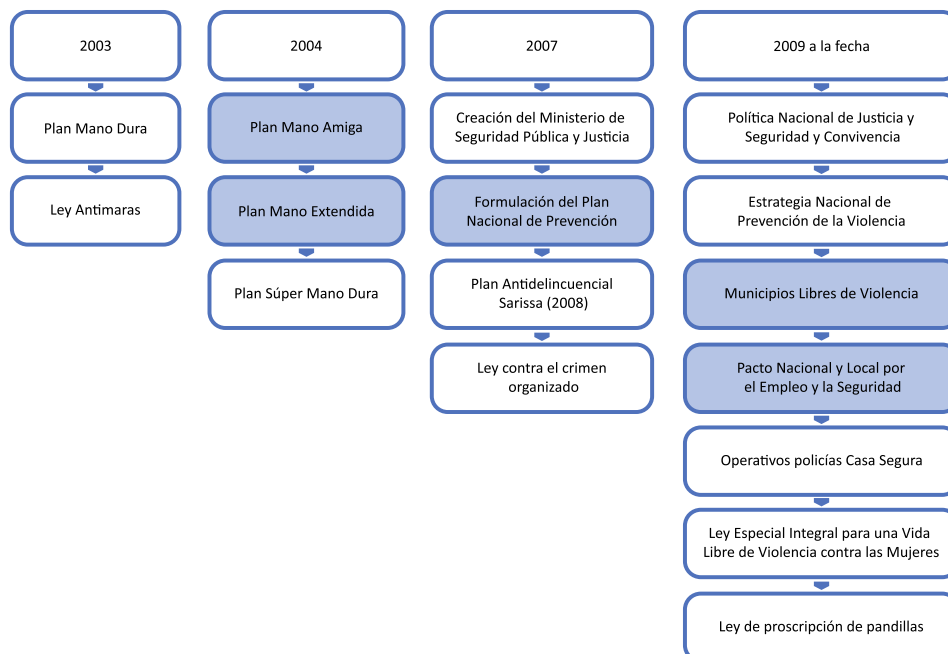 2003
Plan Mano Dura
Ley Antimaras
2004
Plan Mano Amiga
Plan Mano Extendida
Plan Súper Mano Dura
2007
Creación del Ministerio de
Seguridad Pública y Justicia
Formulación del Plan
Nacional de Prevención
Plan Antidelincuencial
Sarissa (2008)
Ley contra el crimen
organizado
2009 a la fecha
Política Nacional de Justicia y
Seguridad y Convivencia
Estrategia Nacional de
Prevención de la Violencia
Municipios Libres de Violencia
Pacto Nacional y Local por
el Empleo y la Seguridad
Operativos policías Casa Segura
Ley Especial Integral para una Vida
Libre de Violencia contra las Mujeres
Ley de proscripción de pandillas